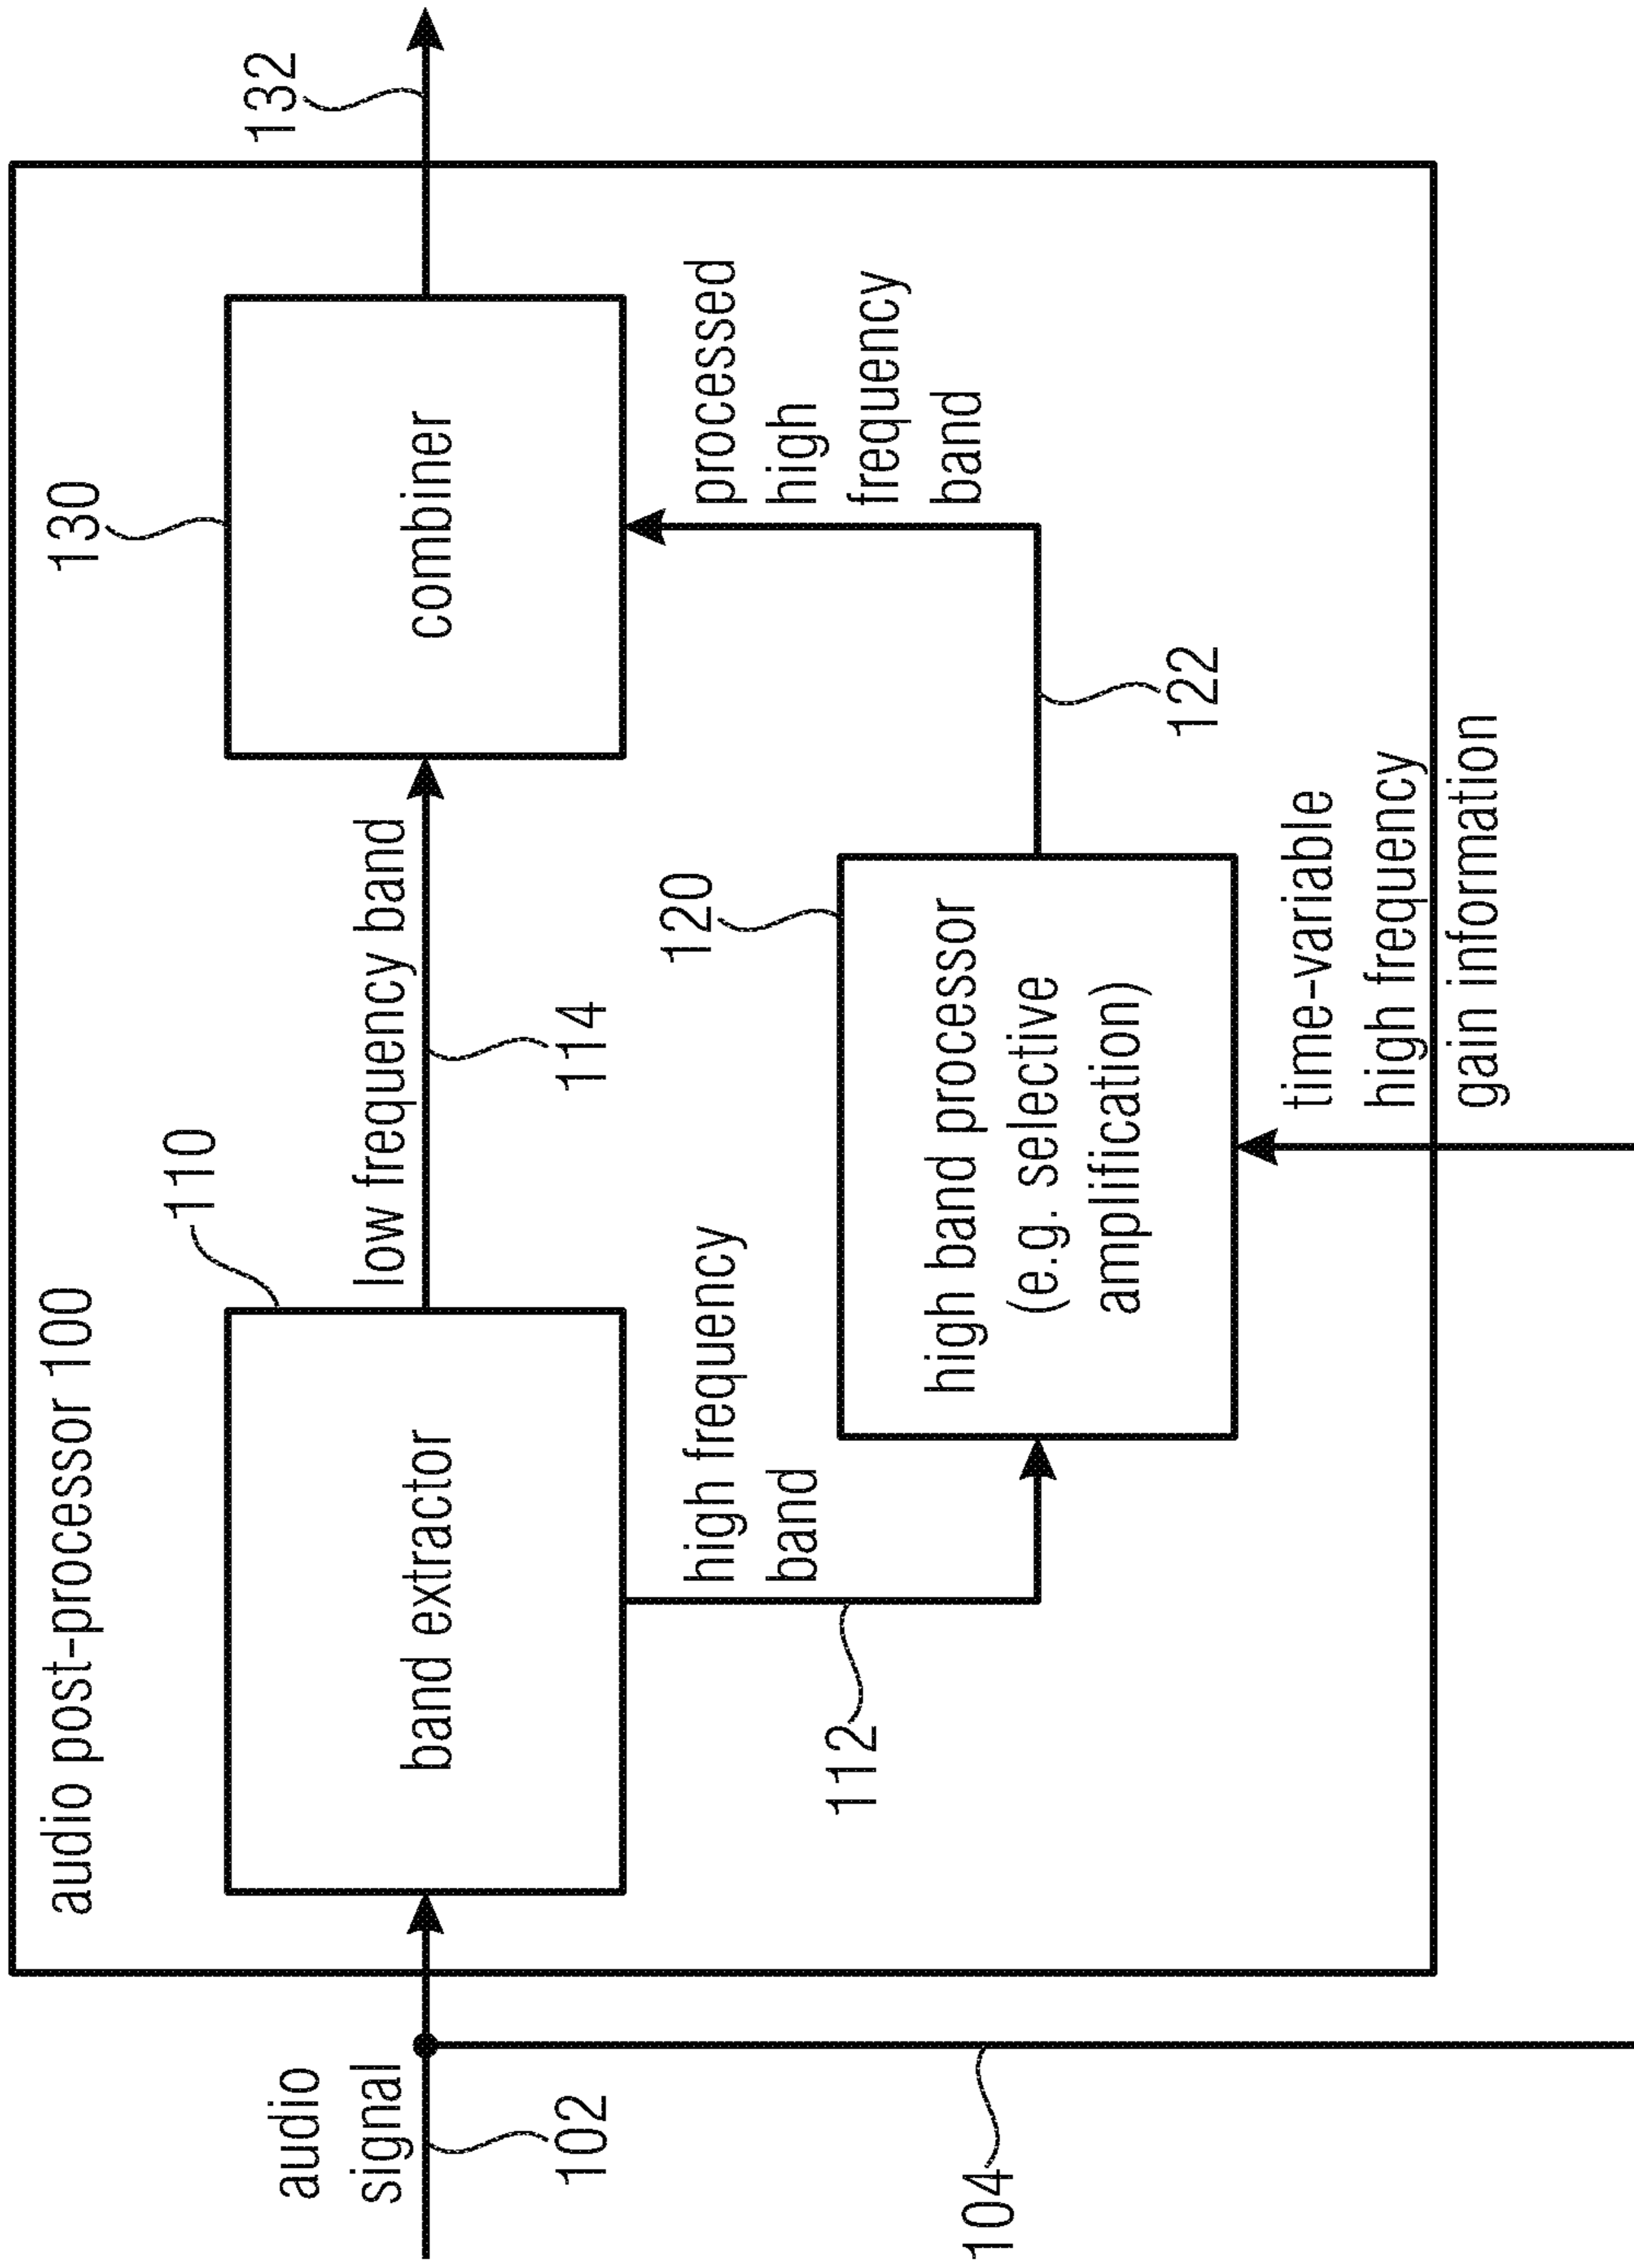 audio post-processor 100
audio
signal
102
104
110
band extractor
low frequency band
114
high frequency
band
112
120
high band processor
(e.g. selective
amplification)
time-variable
high frequency
gain information
122
processed
high
frequency
band
130
combiner
132